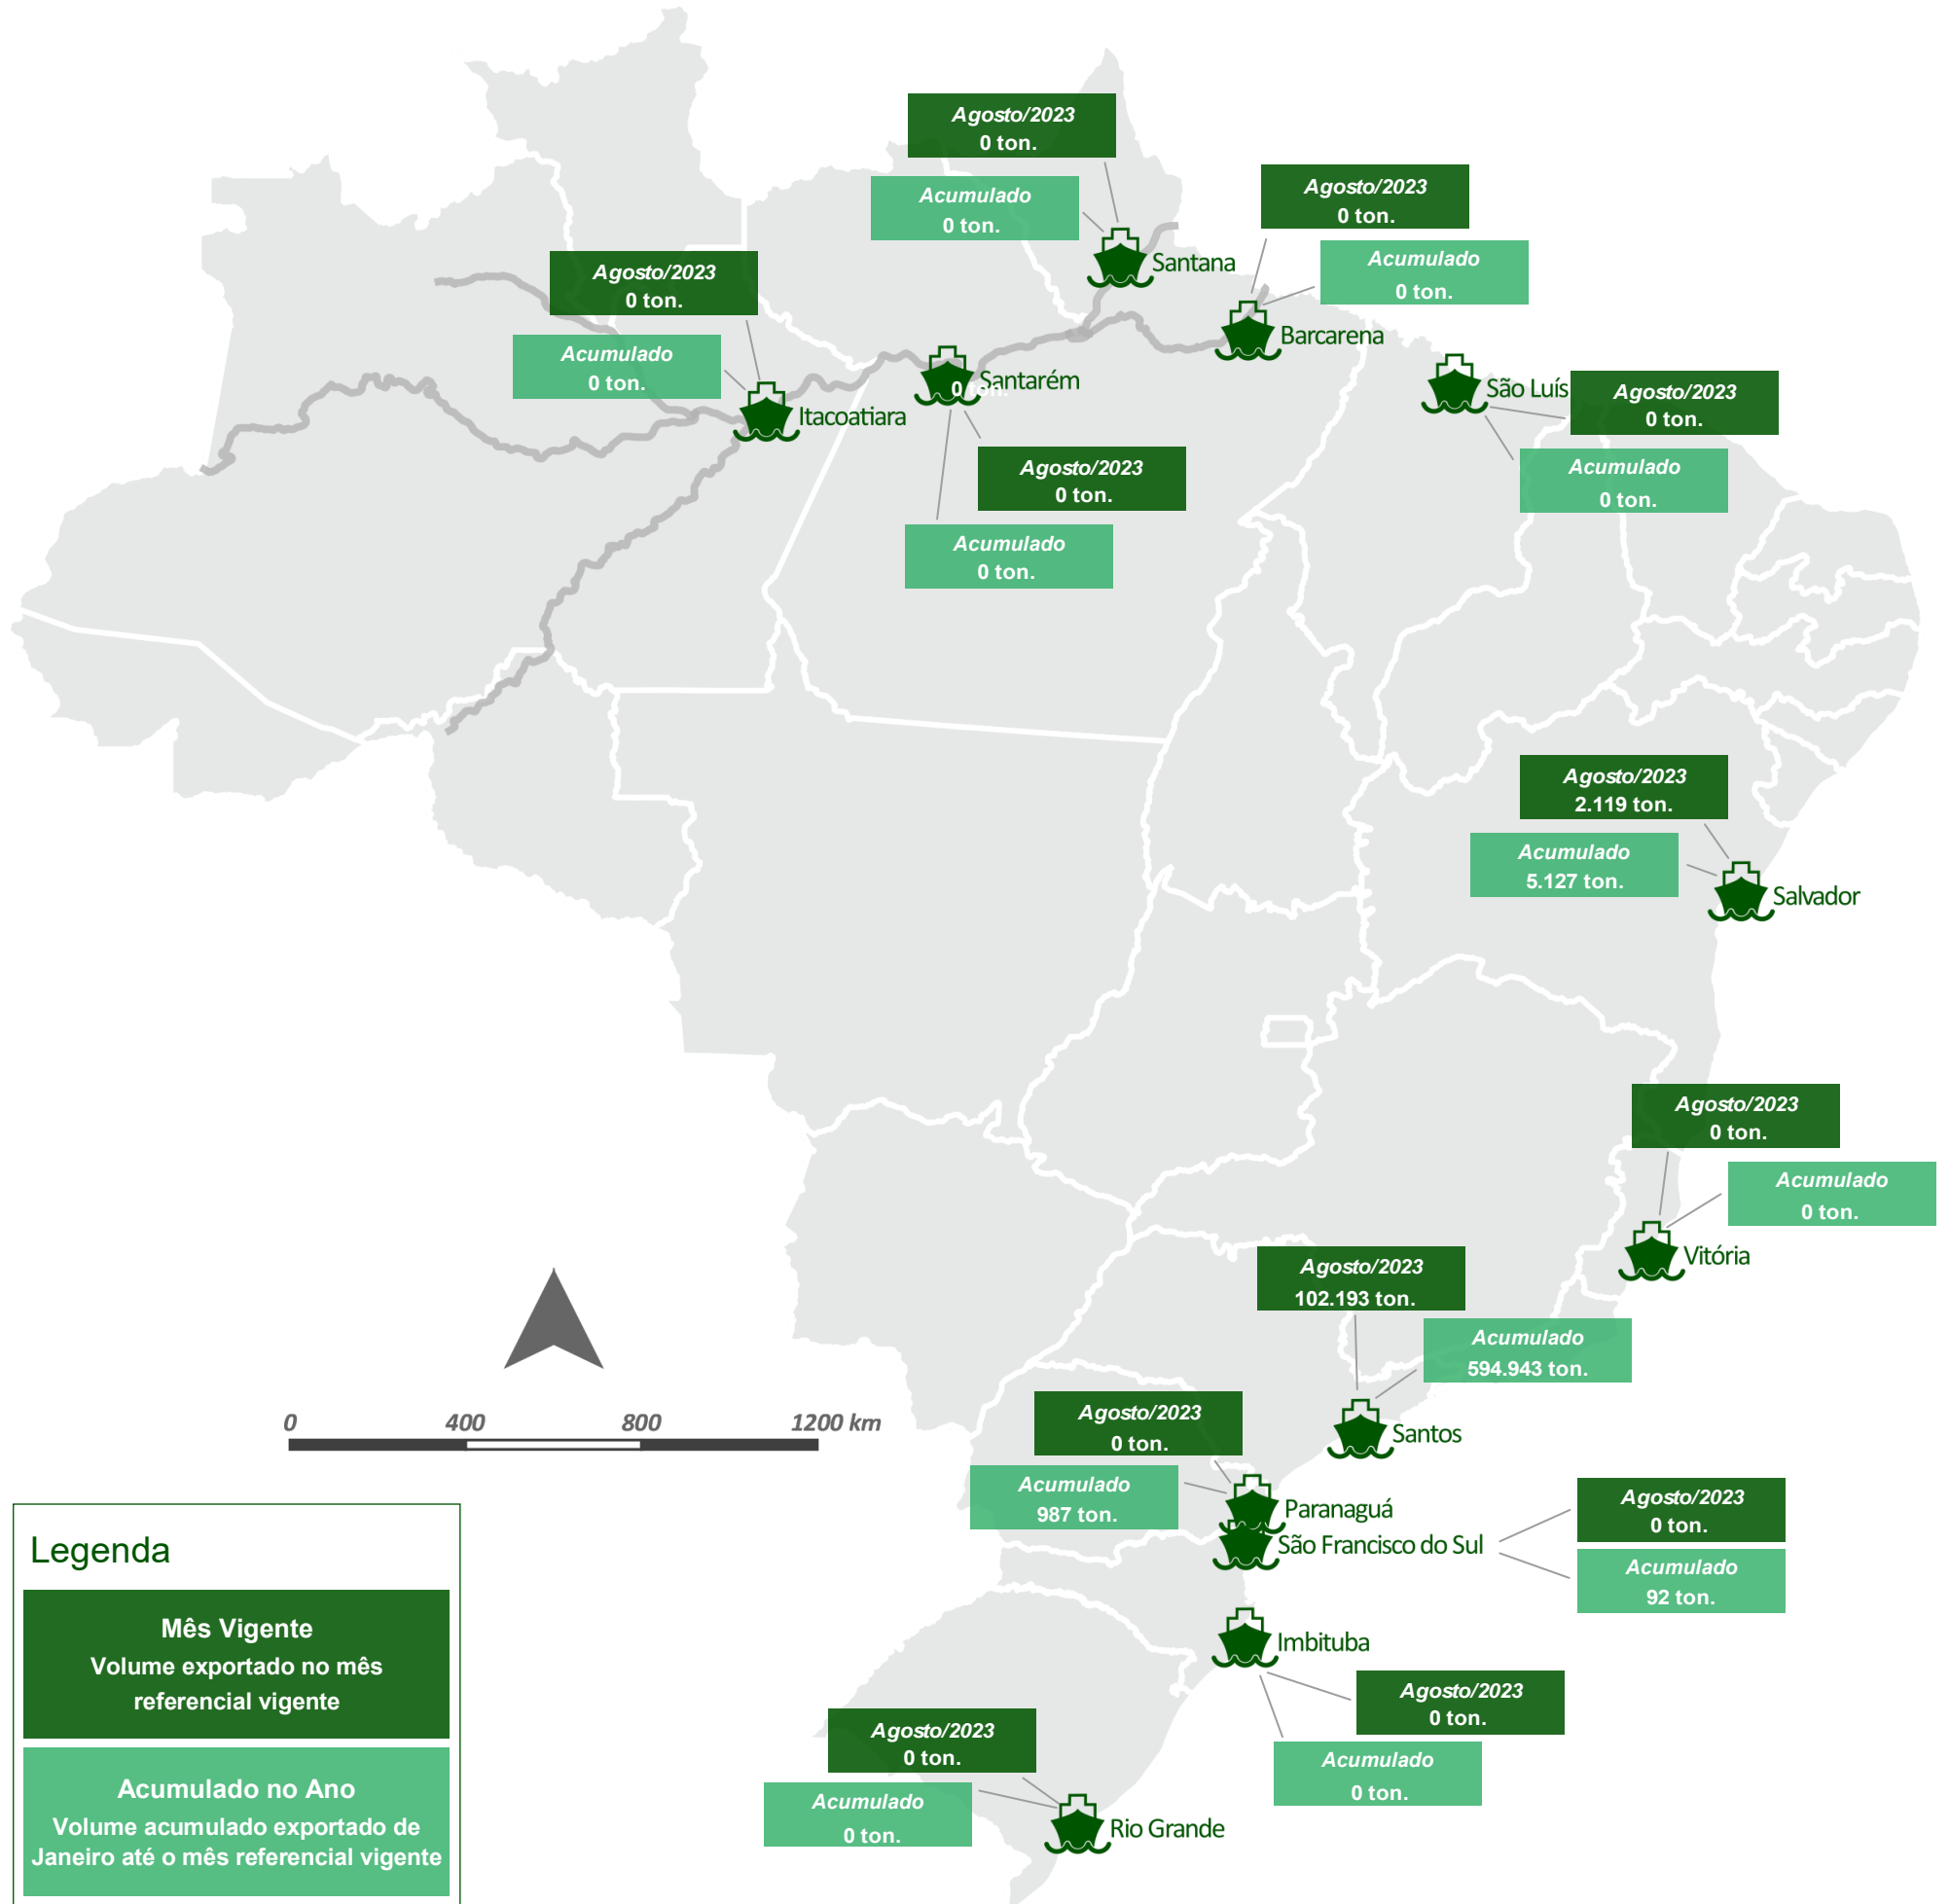 Agosto/2023
0 ton.
Acumulado
0 ton.
Santana
Agosto/2023
0 ton.
Acumulado
0 ton.
Barcarena
Agosto/2023
0 ton.
Acumulado
0 ton.
Itacoatiara
Santarém
0 ton.
Agosto/2023
0 ton.
Acumulado
0 ton.
São Luís
Agosto/2023
0 ton.
Acumulado
0 ton.
Agosto/2023
2.119 ton.
Acumulado
5.127 ton.
Salvador
Agosto/2023
0 ton.
Acumulado
0 ton.
Vitória
Agosto/2023
102.193 ton.
Acumulado
594.943 ton.
Santos
Agosto/2023
0 ton.
Acumulado
987 ton.
Paranaguá
São Francisco do Sul
Agosto/2023
0 ton.
Acumulado
92 ton.
Imbituba
Agosto/2023
0 ton.
Acumulado
0 ton.
Agosto/2023
0 ton.
Acumulado
0 ton.
Rio Grande
0 400 800 1200 km
Legenda
Mês Vigente
Volume exportado no mês
referencial vigente
Acumulado no Ano
Volume acumulado exportado de
Janeiro até o mês referencial vigente